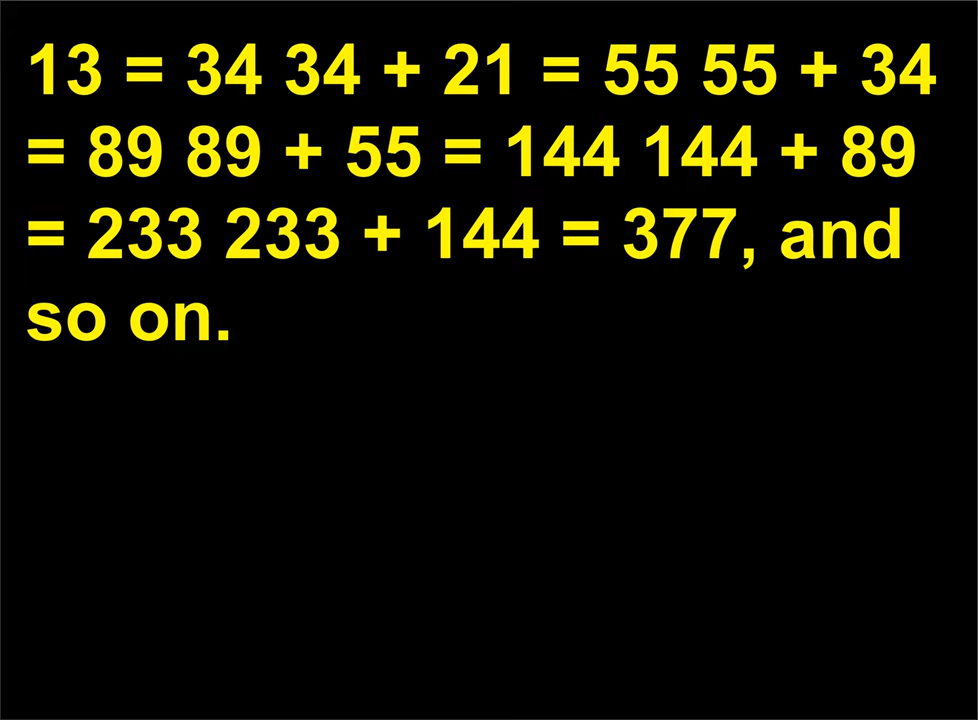 13 = 34 34 + 21 = 55 55 + 34
= 89 89 + 55 = 144 144 + 89
= 233 233 + 144 = 377, and
so on.